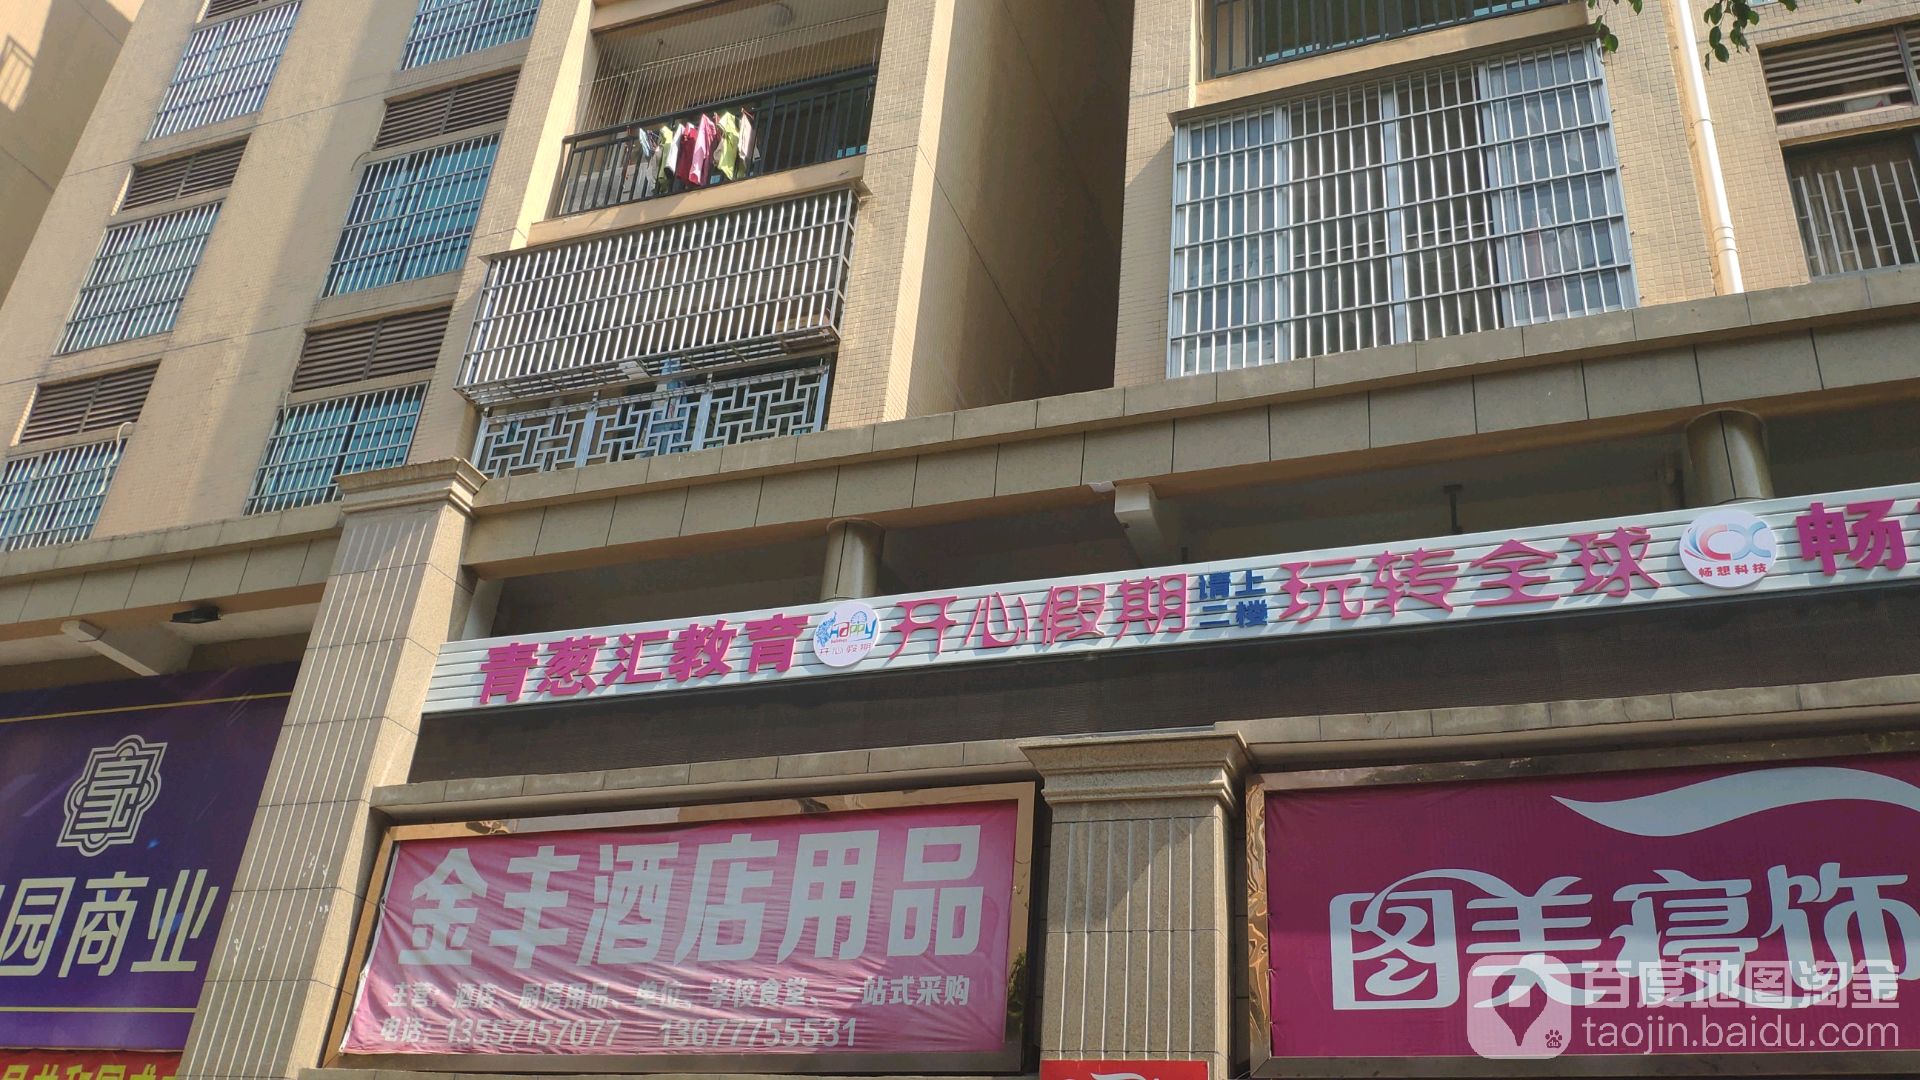 青葱汇教育
Happy
holidays
开心假期
开心假期
请上
二楼
玩转全球
CX
畅想科技
畅
园商业
金丰酒店用品
主营：酒店、厨房用品、单位、学校食堂、一站式采购
电话：13557157077 13677755531
图美寝饰
百度地图淘金
taojin.baidu.com